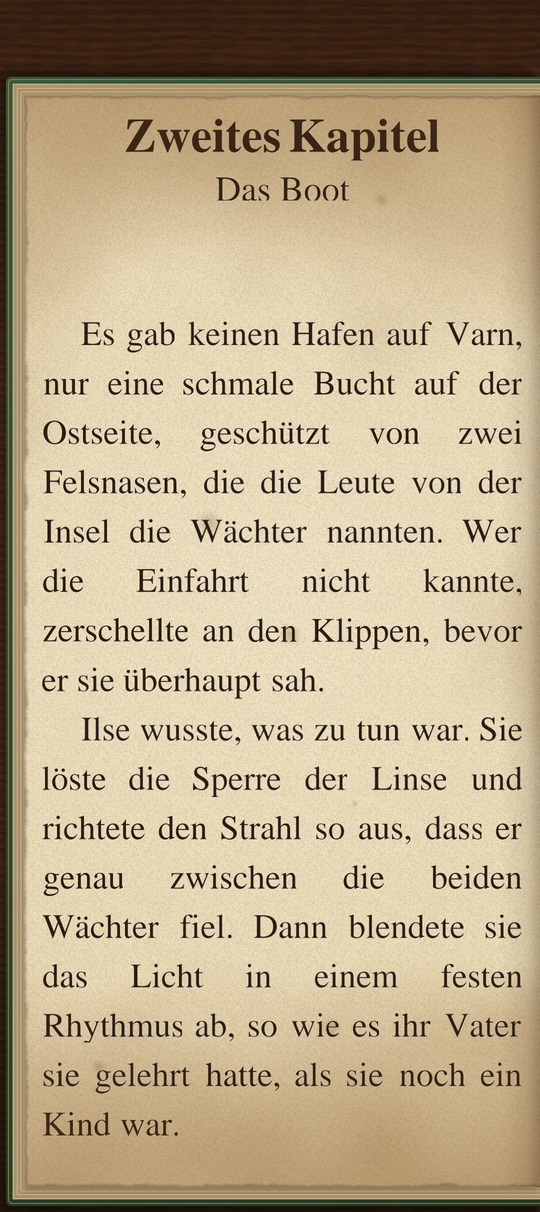 Zweites Kapitel
Das Boot
Es gab keinen Hafen auf Varn,
nur eine schmale Bucht auf der
Ostseite, geschützt von zwei
Felsnasen, die die Leute von der
Insel die Wächter nannten. Wer
die Einfahrt nicht kannte,
zerschellte an den Klippen, bevor
er sie überhaupt sah.
Ilse wusste, was zu tun war. Sie
löste die Sperre der Linse und
richtete den Strahl so aus, dass er
genau zwischen die beiden
Wächter fiel. Dann blendete sie
das Licht in einem festen
Rhythmus ab, so wie es ihr Vater
sie gelehrt hatte, als sie noch ein
Kind war.